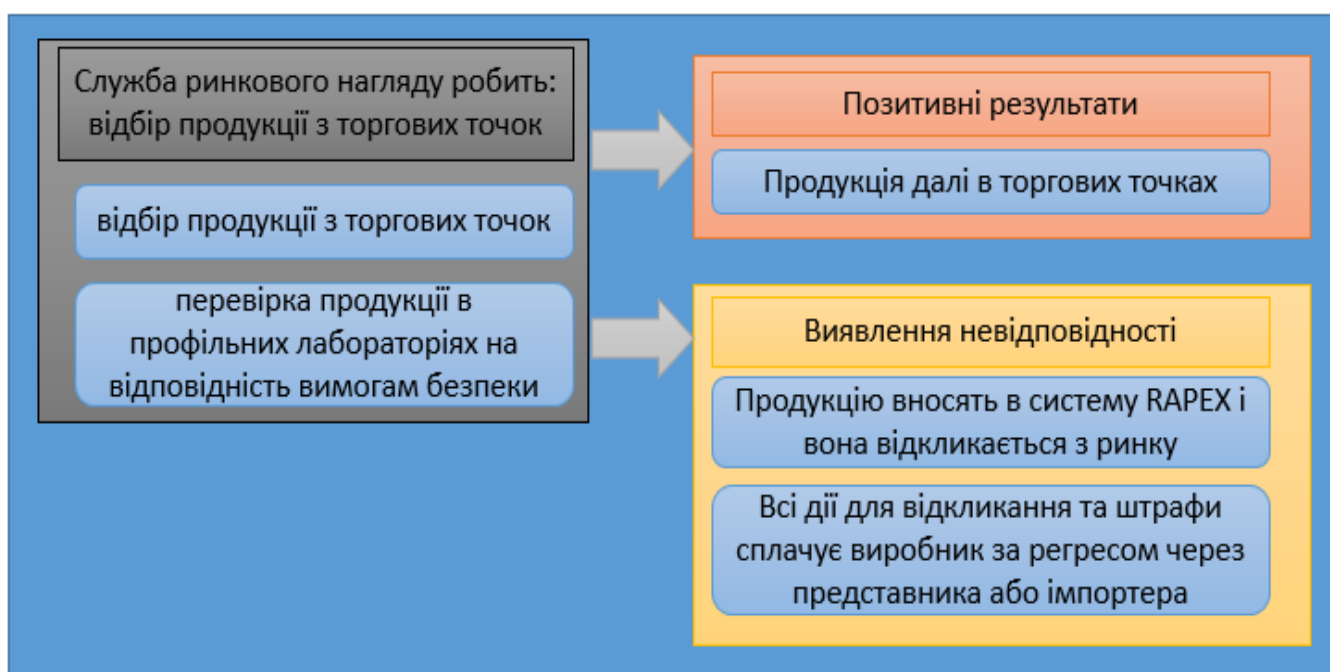 Служба ринкового нагляду робить:
відбір продукції з торгових точок
відбір продукції з торгових точок
перевірка продукції в
профільних лабораторіях на
відповідність вимогам безпеки
Позитивні результати
Продукція далі в торгових точках
Виявлення невідповідності
Продукцію вносять в систему RAPEX і
вона відкликається з ринку
Всі дії для відкликання та штрафи
сплачує виробник за регресом через
представника або імпортера